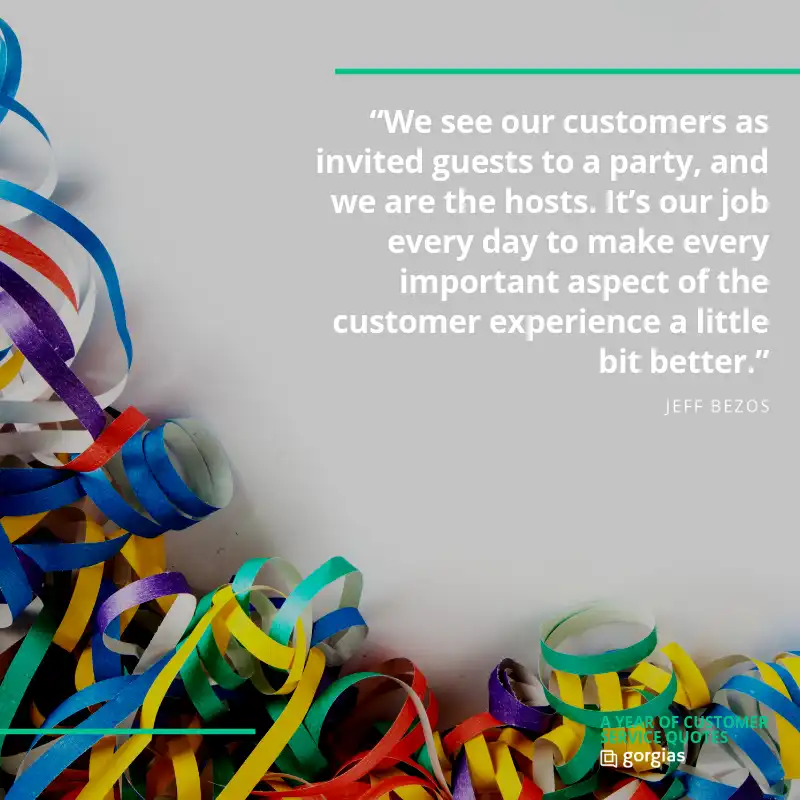 “We see our customers as
invited guests to a party, and
we are the hosts. It’s our job
every day to make every
important aspect of the
customer experience a little
bit better.”
JEFF BEZOS
A YEAR OF CUSTOMER
SERVICE QUOTES
gorgias